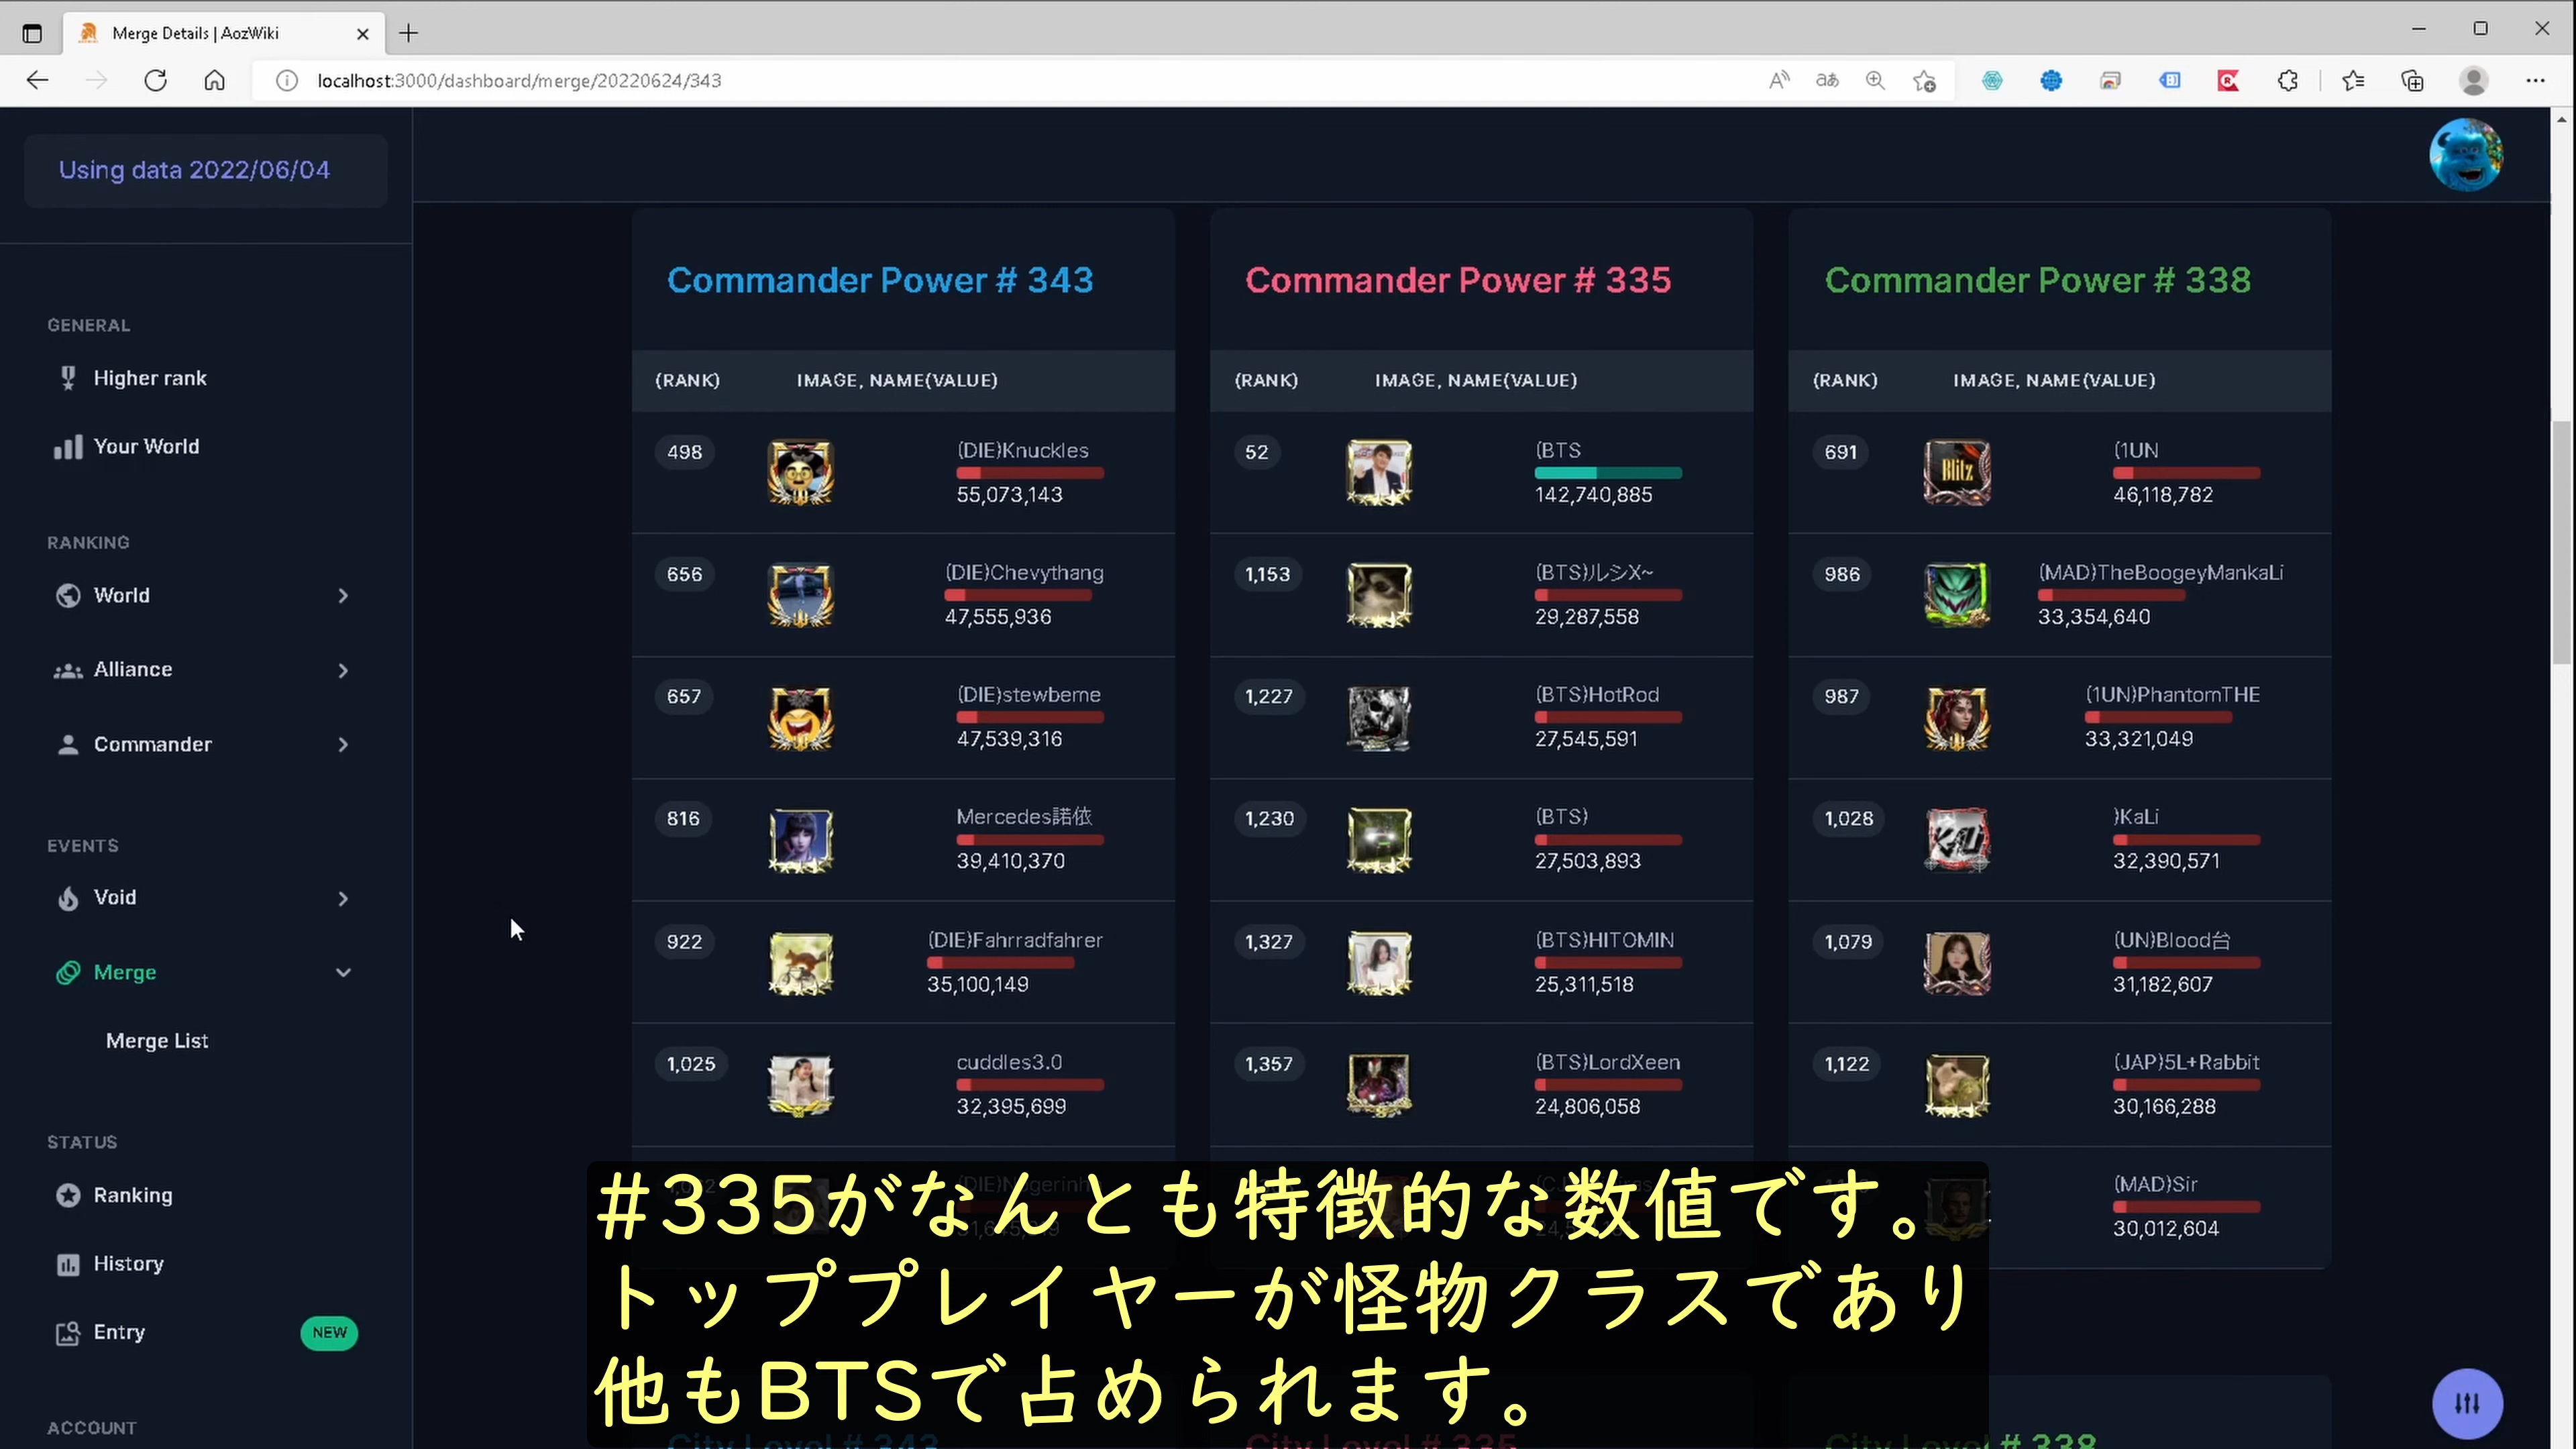 Merge Details | AozWiki
localhost:3000/dashboard/merge/20220624/343
Using data 2022/06/04
GENERAL
Higher rank
Your World
RANKING
World
Alliance
Commander
EVENTS
Void
Merge
Merge List
STATUS
Ranking
History
Entry NEW
ACCOUNT
Commander Power # 343
(RANK) IMAGE, NAME(VALUE)
498 (DIE)Knuckles
55,073,143
656 (DIE)Chevythang
47,555,936
657 (DIE)stewberne
47,539,316
816 Mercedes諾依
39,410,370
922 (DIE)Fahrradfahrer
35,100,149
1,025 cuddles3.0
32,395,699
Commander Power # 335
(RANK) IMAGE, NAME(VALUE)
52 (BTS
142,740,885
1,153 (BTS)ルシX~
29,287,558
1,227 (BTS)HotRod
27,545,591
1,230 (BTS)
27,503,893
1,327 (BTS)HITOMIN
25,311,518
1,357 (BTS)LordXeen
24,806,058
Commander Power # 338
(RANK) IMAGE, NAME(VALUE)
691 Blitz (1UN
46,118,782
986 (MAD)TheBoogeyMankaLi
33,354,640
987 (1UN)PhantomTHE
33,321,049
1,028 )KaLi
32,390,571
1,079 (UN)Blood台
31,182,607
1,122 (JAP)5L+Rabbit
30,166,288
(MAD)Sir
30,012,604
#335がなんとも特徴的な数値です。
トッププレイヤーが怪物クラスであり
他もBTSで占められます。
City Level # 343
City Level # 335
City Level # 338